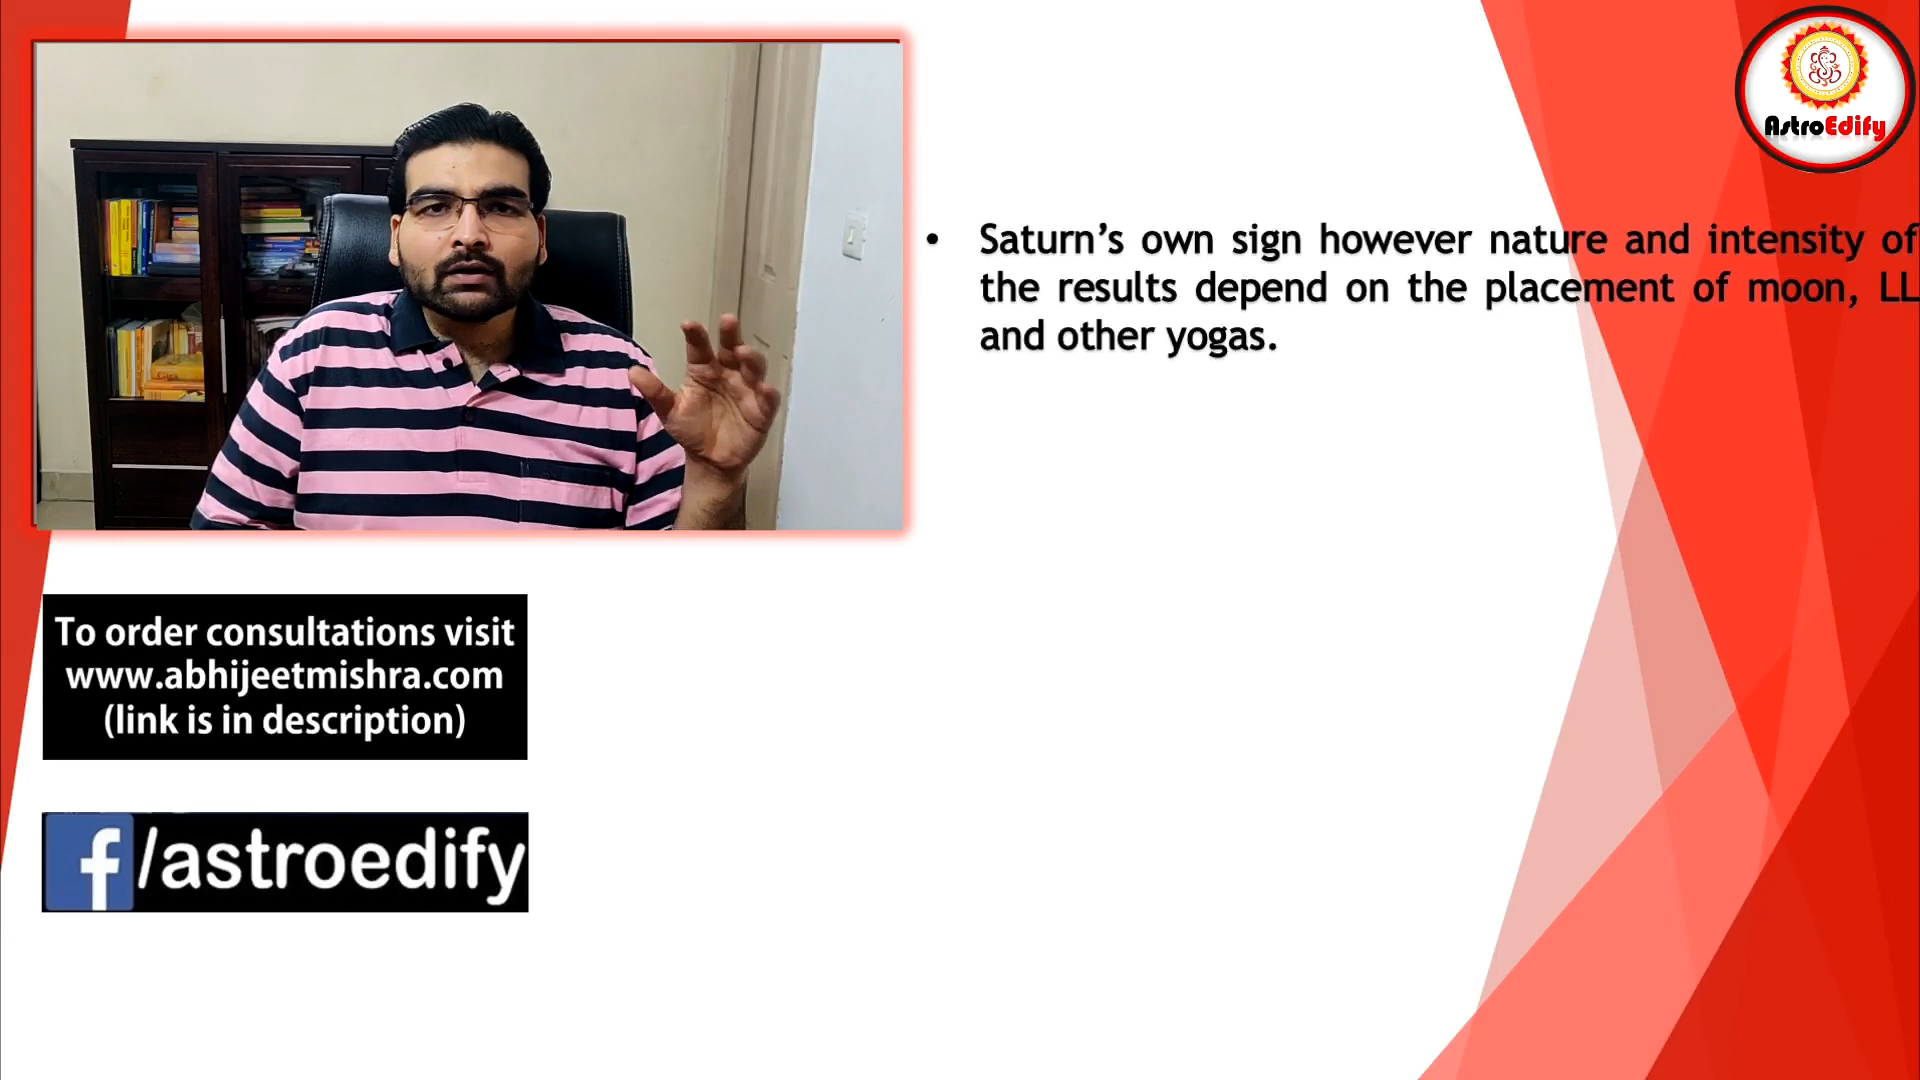 AstroEdify
• Saturn’s own sign however nature and intensity of
the results depend on the placement of moon, LL
and other yogas.
To order consultations visit
www.abhijeetmishra.com
(link is in description)
f/astroedify